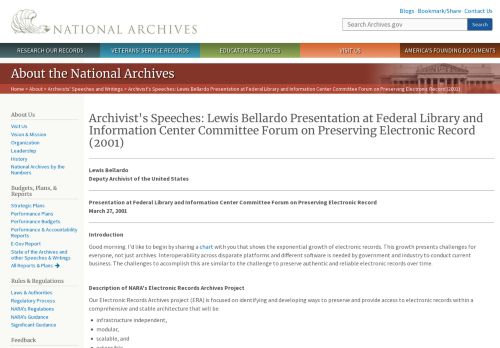 Blogs · Bookmark/Share · Contact Us
NATIONAL ARCHIVES
Search Archives.gov
Search
RESEARCH OUR RECORDS
VETERANS' SERVICE RECORDS
EDUCATOR RESOURCES
VISIT US
AMERICA'S FOUNDING DOCUMENTS
About the National Archives
Home > About > Archivists' Speeches and Writings > Archivist's Speeches: Lewis Bellardo Presentation at Federal Library and Information Center Committee Forum on Preserving Electronic Record (2001)
About Us
Visit Us
Vision & Mission
Organization
Leadership
History
National Archives by the
Numbers
Budgets, Plans, &
Reports
Strategic Plans
Performance Plans
Performance Budgets
Performance & Accountability
Reports
E-Gov Report
State of the Archives and
other Speeches & Writings
All Reports & Plans
Rules & Regulations
Laws & Authorities
Regulatory Process
NARA's Regulations
NARA's Guidance
Significant Guidance
Feedback
Archivist's Speeches: Lewis Bellardo Presentation at Federal Library and
Information Center Committee Forum on Preserving Electronic Record
(2001)
Lewis Bellardo
Deputy Archivist of the United States
Presentation at Federal Library and Information Center Committee Forum on Preserving Electronic Record
March 27, 2001
Introduction
Good morning. I'd like to begin by sharing a chart with you that shows the exponential growth of electronic records. This growth presents challenges for
everyone, not just archives. Interoperability across disparate platforms and different software is needed by government and industry to conduct current
business. The challenges to accomplish this are similar to the challenge to preserve authentic and reliable electronic records over time.
Description of NARA's Electronic Records Archives Project
Our Electronic Records Archives project (ERA) is focused on identifying and developing ways to preserve and provide access to electronic records within a
comprehensive and stable architecture that will be:
• infrastructure independent,
• modular,
• scalable, and